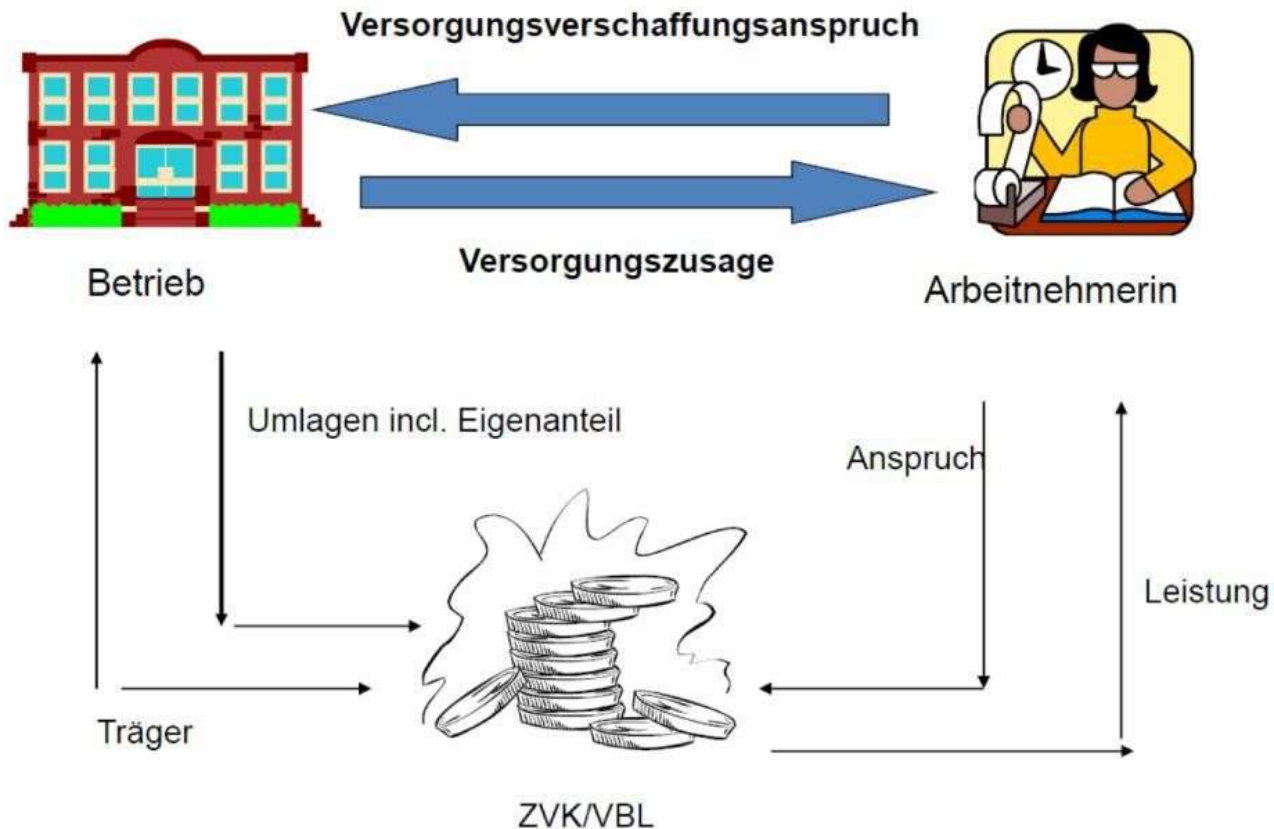 Versorgungsverschaffungsanspruch
Versorgungszusage
Betrieb
Arbeitnehmerin
Umlagen incl. Eigenanteil
Anspruch
Leistung
Träger
ZVK/VBL